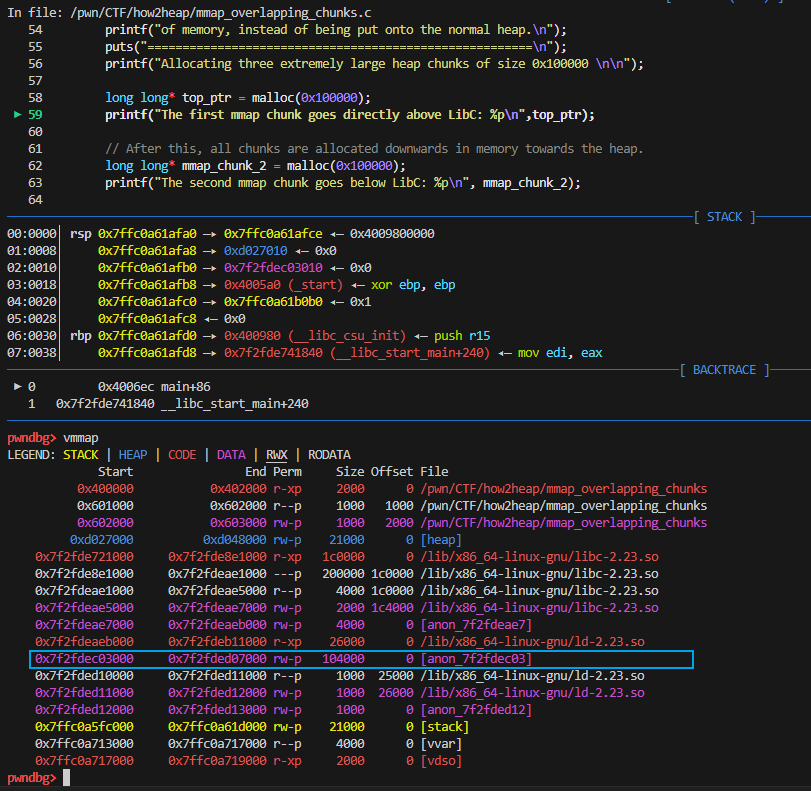 In file: /pwn/CTF/how2heap/mmap_overlapping_chunks.c
54 printf("of memory, instead of being put onto the normal heap.\n");
55 puts("=======================================================\n");
56 printf("Allocating three extremely large heap chunks of size 0x100000 \n\n");
57
58 long long* top_ptr = malloc(0x100000);
► 59 printf("The first mmap chunk goes directly above LibC: %p\n",top_ptr);
60
61 // After this, all chunks are allocated downwards in memory towards the heap.
62 long long* mmap_chunk_2 = malloc(0x100000);
63 printf("The second mmap chunk goes below LibC: %p\n", mmap_chunk_2);
64
[ STACK ]
00:0000│ rsp 0x7ffc0a61afa0 —▸ 0x7ffc0a61afce ◂— 0x4009800000
01:0008│ 0x7ffc0a61afa8 —▸ 0xd027010 ◂— 0x0
02:0010│ 0x7ffc0a61afb0 —▸ 0x7f2fdec03010 ◂— 0x0
03:0018│ 0x7ffc0a61afb8 —▸ 0x4005a0 (_start) ◂— xor ebp, ebp
04:0020│ 0x7ffc0a61afc0 —▸ 0x7ffc0a61b0b0 ◂— 0x1
05:0028│ 0x7ffc0a61afc8 ◂— 0x0
06:0030│ rbp 0x7ffc0a61afd0 —▸ 0x400980 (__libc_csu_init) ◂— push r15
07:0038│ 0x7ffc0a61afd8 —▸ 0x7f2fde741840 (__libc_start_main+240) ◂— mov edi, eax
[ BACKTRACE ]
► 0 0x4006ec main+86
1 0x7f2fde741840 __libc_start_main+240
pwndbg> vmmap
LEGEND: STACK | HEAP | CODE | DATA | RWX | RODATA
Start End Perm Size Offset File
0x400000 0x402000 r-xp 2000 0 /pwn/CTF/how2heap/mmap_overlapping_chunks
0x601000 0x602000 r--p 1000 1000 /pwn/CTF/how2heap/mmap_overlapping_chunks
0x602000 0x603000 rw-p 1000 2000 /pwn/CTF/how2heap/mmap_overlapping_chunks
0xd027000 0xd048000 rw-p 21000 0 [heap]
0x7f2fde721000 0x7f2fde8e1000 r-xp 1c0000 0 /lib/x86_64-linux-gnu/libc-2.23.so
0x7f2fde8e1000 0x7f2fdeae1000 ---p 200000 1c0000 /lib/x86_64-linux-gnu/libc-2.23.so
0x7f2fdeae1000 0x7f2fdeae5000 r--p 4000 1c0000 /lib/x86_64-linux-gnu/libc-2.23.so
0x7f2fdeae5000 0x7f2fdeae7000 rw-p 2000 1c4000 /lib/x86_64-linux-gnu/libc-2.23.so
0x7f2fdeae7000 0x7f2fdeaeb000 rw-p 4000 0 [anon_7f2fdeae7]
0x7f2fdeaeb000 0x7f2fdeb11000 r-xp 26000 0 /lib/x86_64-linux-gnu/ld-2.23.so
0x7f2fdec03000 0x7f2fded07000 rw-p 104000 0 [anon_7f2fdec03]
0x7f2fded10000 0x7f2fded11000 r--p 1000 25000 /lib/x86_64-linux-gnu/ld-2.23.so
0x7f2fded11000 0x7f2fded12000 rw-p 1000 26000 /lib/x86_64-linux-gnu/ld-2.23.so
0x7f2fded12000 0x7f2fded13000 rw-p 1000 0 [anon_7f2fded12]
0x7ffc0a5fc000 0x7ffc0a61d000 rw-p 21000 0 [stack]
0x7ffc0a713000 0x7ffc0a717000 r--p 4000 0 [vvar]
0x7ffc0a717000 0x7ffc0a719000 r-xp 2000 0 [vdso]
pwndbg>